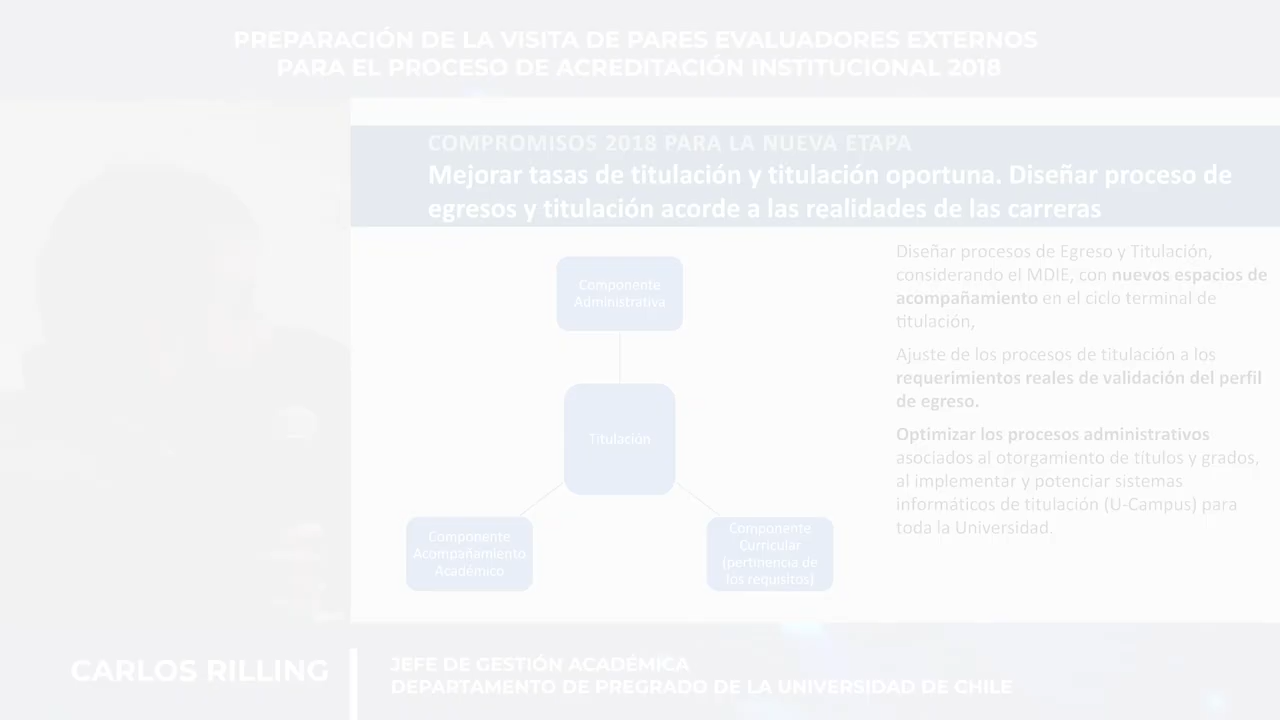 PREPARACIÓN DE LA VISITA DE PARES EVALUADORES EXTERNOS
PARA EL PROCESO DE ACREDITACIÓN INSTITUCIONAL 2018
COMPROMISOS 2018 PARA LA NUEVA ETAPA
Mejorar tasas de titulación y titulación oportuna. Diseñar proceso de
egresos y titulación acorde a las realidades de las carreras
Componente
Administrativa
Titulación
Componente
Acompañamiento
Académico
Componente
Curricular
(pertinencia de
los requisitos)
Diseñar procesos de Egreso y Titulación,
considerando el MDIE, con nuevos espacios de
acompañamiento en el ciclo terminal de
titulación,
Ajuste de los procesos de titulación a los
requerimientos reales de validación del perfil
de egreso.
Optimizar los procesos administrativos
asociados al otorgamiento de títulos y grados,
al implementar y potenciar sistemas
informáticos de titulación (U-Campus) para
toda la Universidad.
CARLOS RILLING
JEFE DE GESTIÓN ACADÉMICA
DEPARTAMENTO DE PREGRADO DE LA UNIVERSIDAD DE CHILE